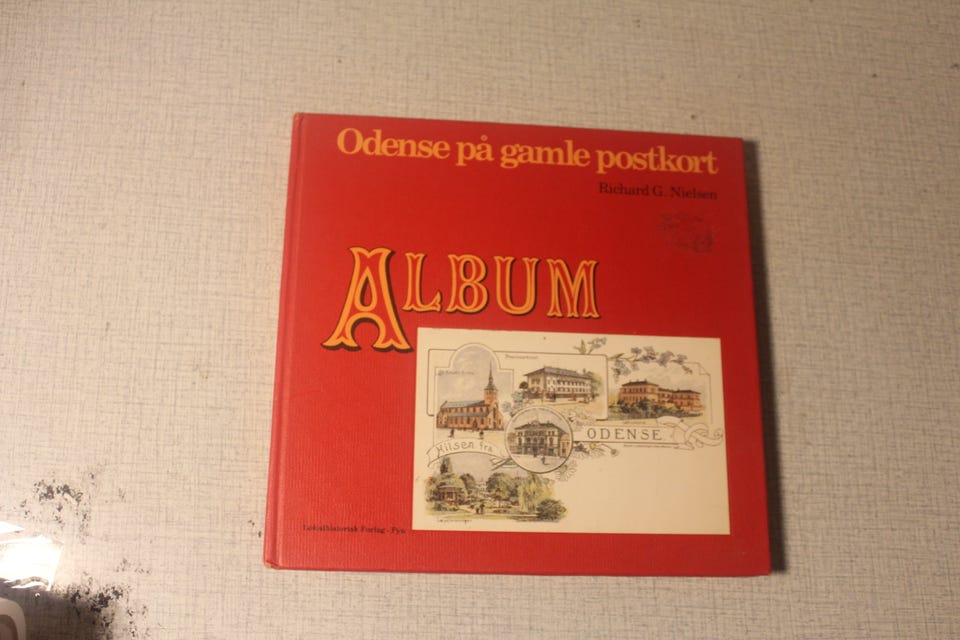 Odense på gamle postkort
Richard G. Nielsen
ALBUM
Hilsen fra
ODENSE
Lokalhistorisk Forlag - Fyn